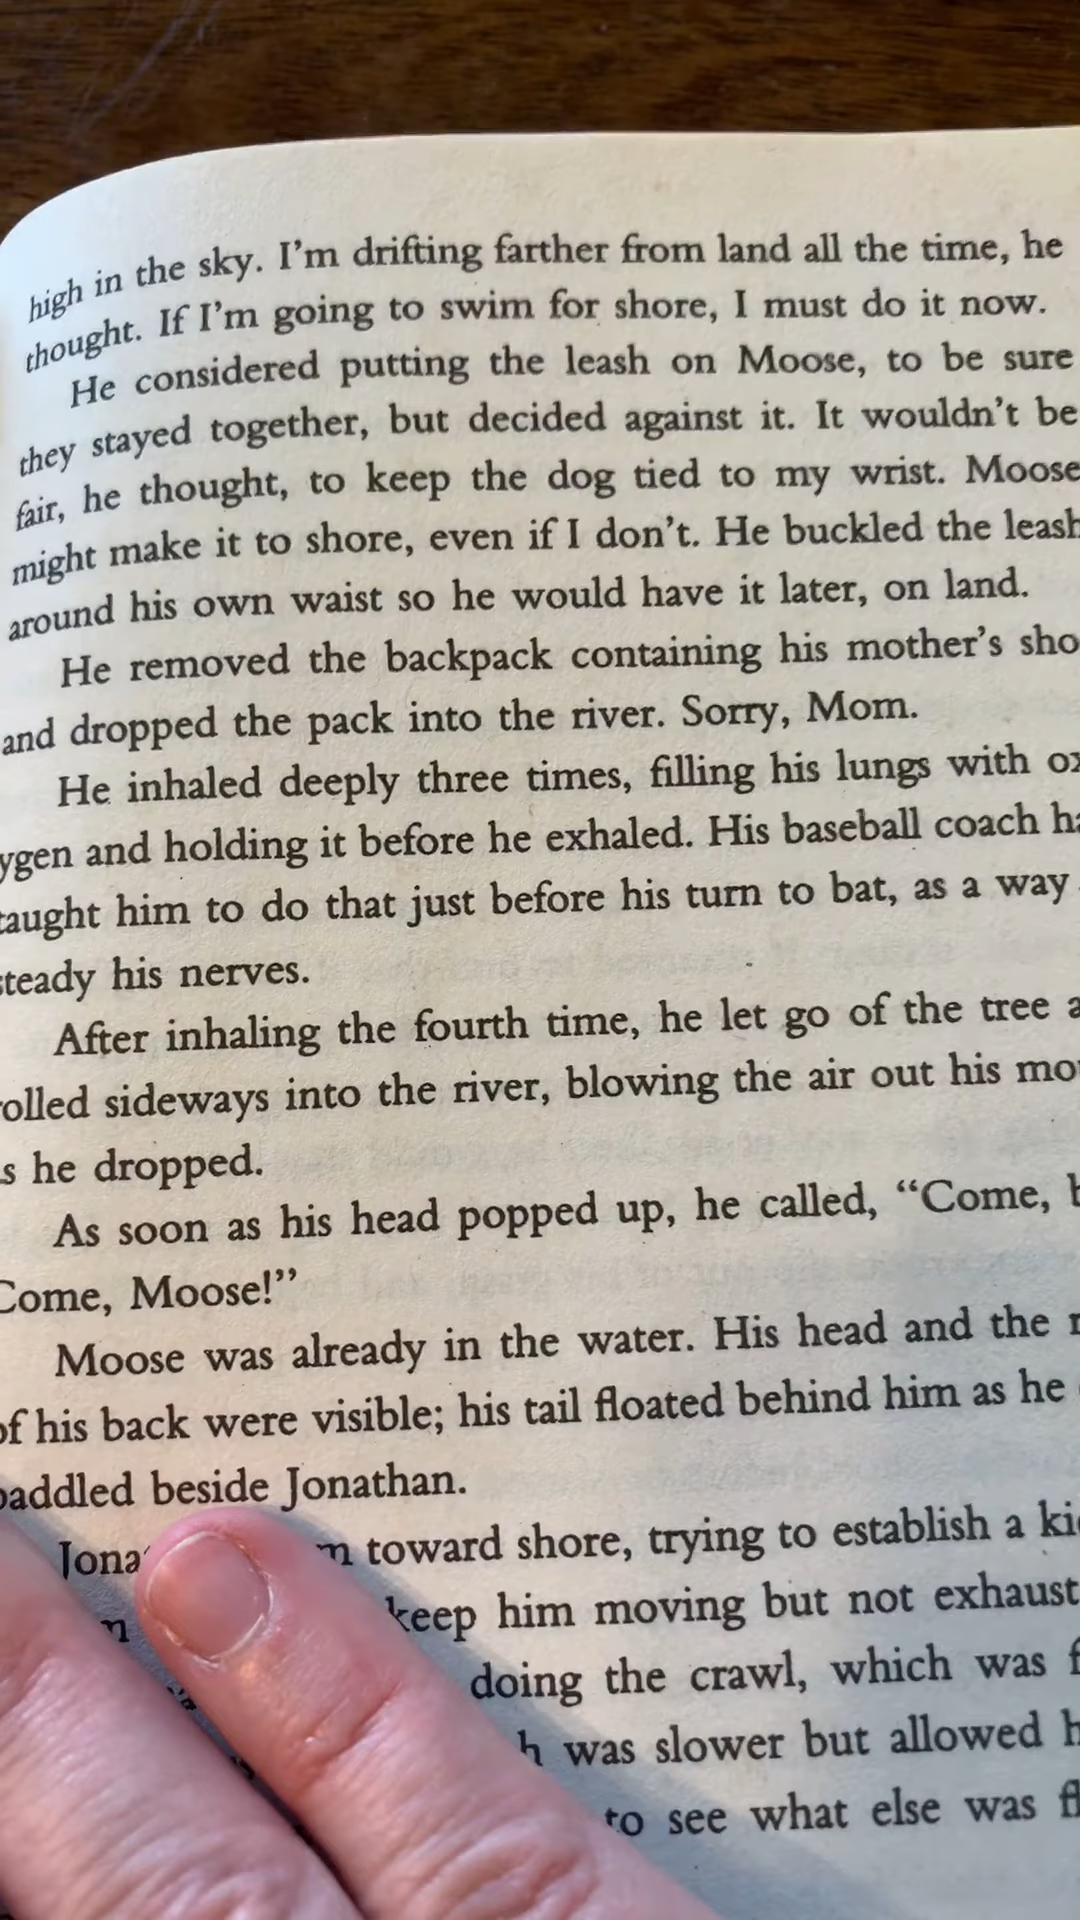 high in the sky. I'm drifting farther from land all the time, he
thought. If I'm going to swim for shore, I must do it now.
He considered putting the leash on Moose, to be sure
they stayed together, but decided against it. It wouldn't be
fair, he thought, to keep the dog tied to my wrist. Moose
might make it to shore, even if I don't. He buckled the leash
around his own waist so he would have it later, on land.
He removed the backpack containing his mother's sho
and dropped the pack into the river. Sorry, Mom.
He inhaled deeply three times, filling his lungs with ox
ygen and holding it before he exhaled. His baseball coach ha
taught him to do that just before his turn to bat, as a way
steady his nerves.
After inhaling the fourth time, he let go of the tree a
rolled sideways into the river, blowing the air out his mou
s he dropped.
As soon as his head popped up, he called, “Come, b
Come, Moose!”
Moose was already in the water. His head and the r
of his back were visible; his tail floated behind him as he
paddled beside Jonathan.
Jona m toward shore, trying to establish a kic
m keep him moving but not exhaust
doing the crawl, which was f
h was slower but allowed h
to see what else was fl